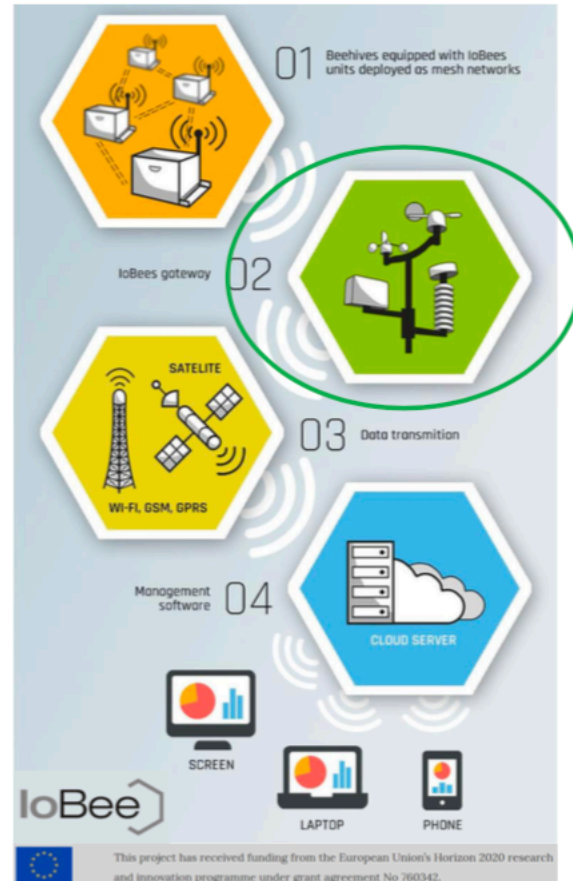 01 Beehives equipped with IoBees
units deployed as mesh networks
IoBees gateway 02
SATELITE
WI-FI, GSM, GPRS
03 Data transmition
Management
software 04
CLOUD SERVER
SCREEN
LAPTOP
PHONE
IoBee
This project has received funding from the European Union's Horizon 2020 research
and innovation programme under grant agreement No 760342.